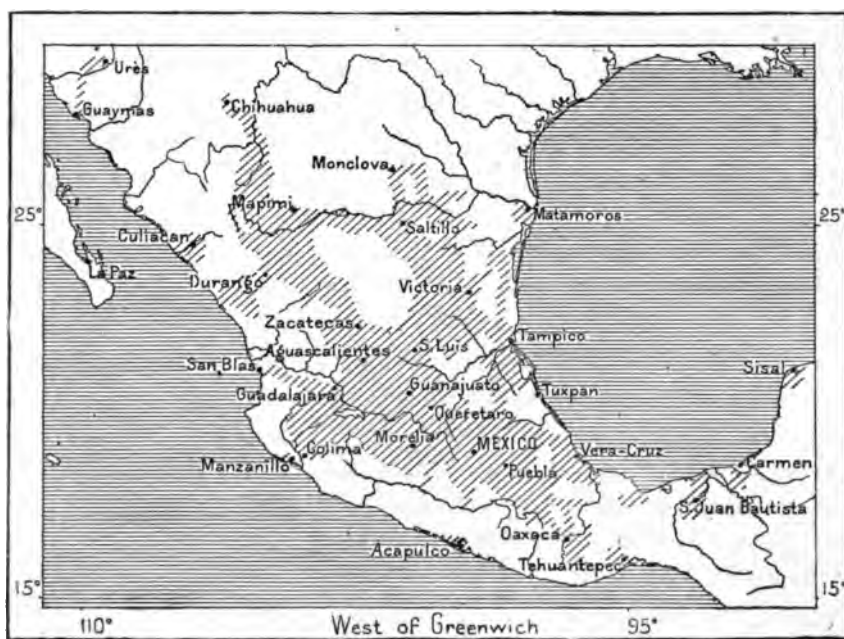 Urès
Guaymas
Chihuahua
Monclova
Mapimi
25°
Saltillo
Matamoros
25°
Culiacan
La Paz
Durango
Victoria
Zacatecas
S. Luis
Tampico
Aguascalientes
San Blas
Sisal
Guadalajara
Guanajuato
Tuxpan
Queretaro
Morelia
MEXICO
Vera-Cruz
Colima
Manzanillo
Puebla
Carmen
S. Juan Bautista
Oaxaca
Acapulco
Tehuantepec
15°
15°
110°
West of Greenwich
95°